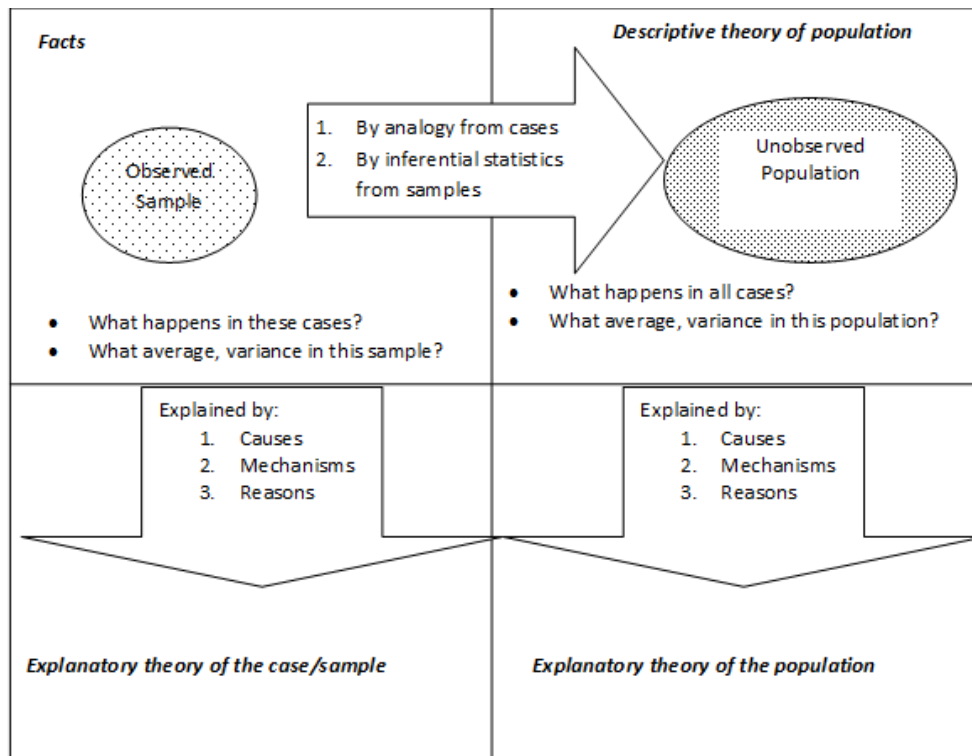 Facts
Observed
Sample
• What happens in these cases?
• What average, variance in this sample?
1. By analogy from cases
2. By inferential statistics
from samples
Descriptive theory of population
Unobserved
Population
• What happens in all cases?
• What average, variance in this population?
Explained by:
1. Causes
2. Mechanisms
3. Reasons
Explained by:
1. Causes
2. Mechanisms
3. Reasons
Explanatory theory of the case/sample
Explanatory theory of the population